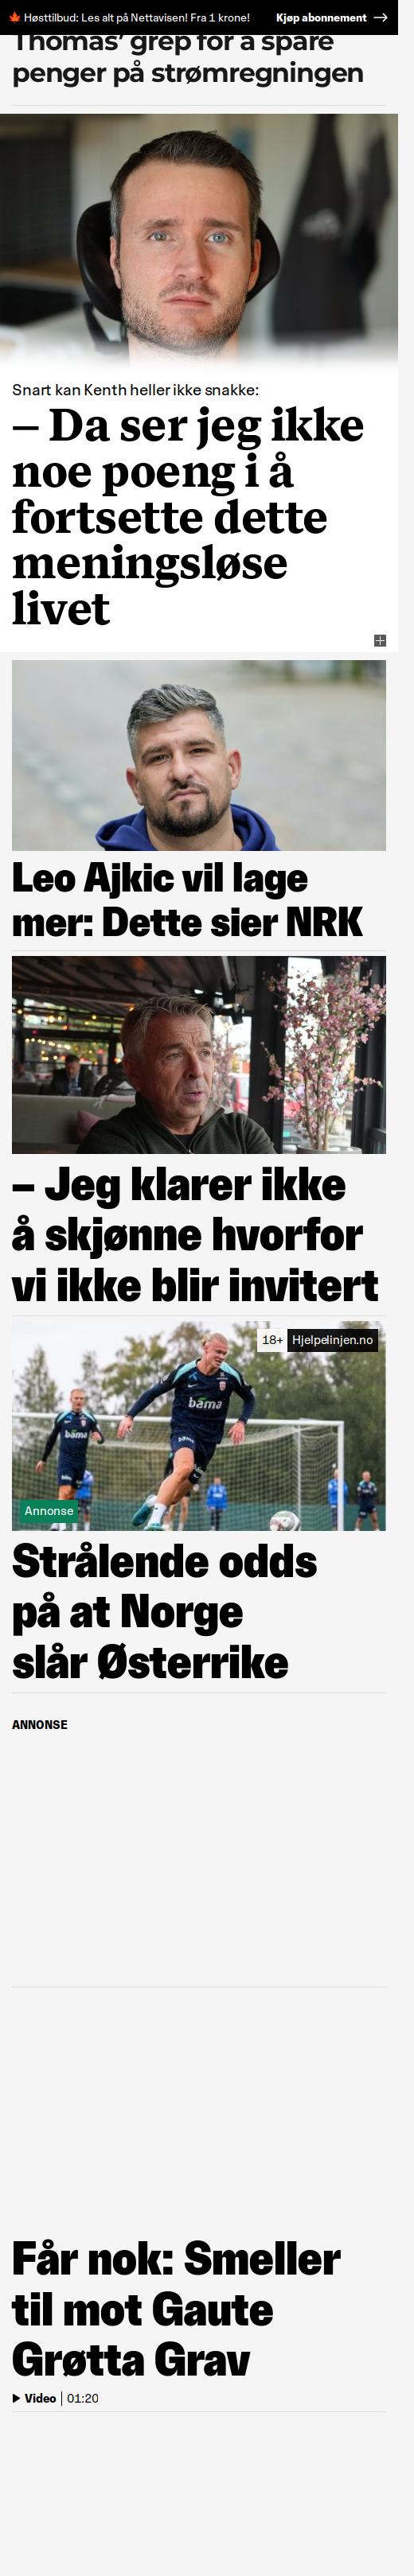 🍁 Høsttilbud: Les alt på Nettavisen! Fra 1 krone! Kjøp abonnement →
Thomas' grep for å spare
penger på strømregningen
Snart kan Kenth heller ikke snakke:
– Da ser jeg ikke
noe poeng i å
fortsette dette
meningsløse
livet
Leo Ajkic vil lage
mer: Dette sier NRK
– Jeg klarer ikke
å skjønne hvorfor
vi ikke blir invitert
18+ Hjelpelinjen.no
bama
bama
Annonse
Strålende odds
på at Norge
slår Østerrike
ANNONSE
Får nok: Smeller
til mot Gaute
Grøtta Grav
Video | 01:20